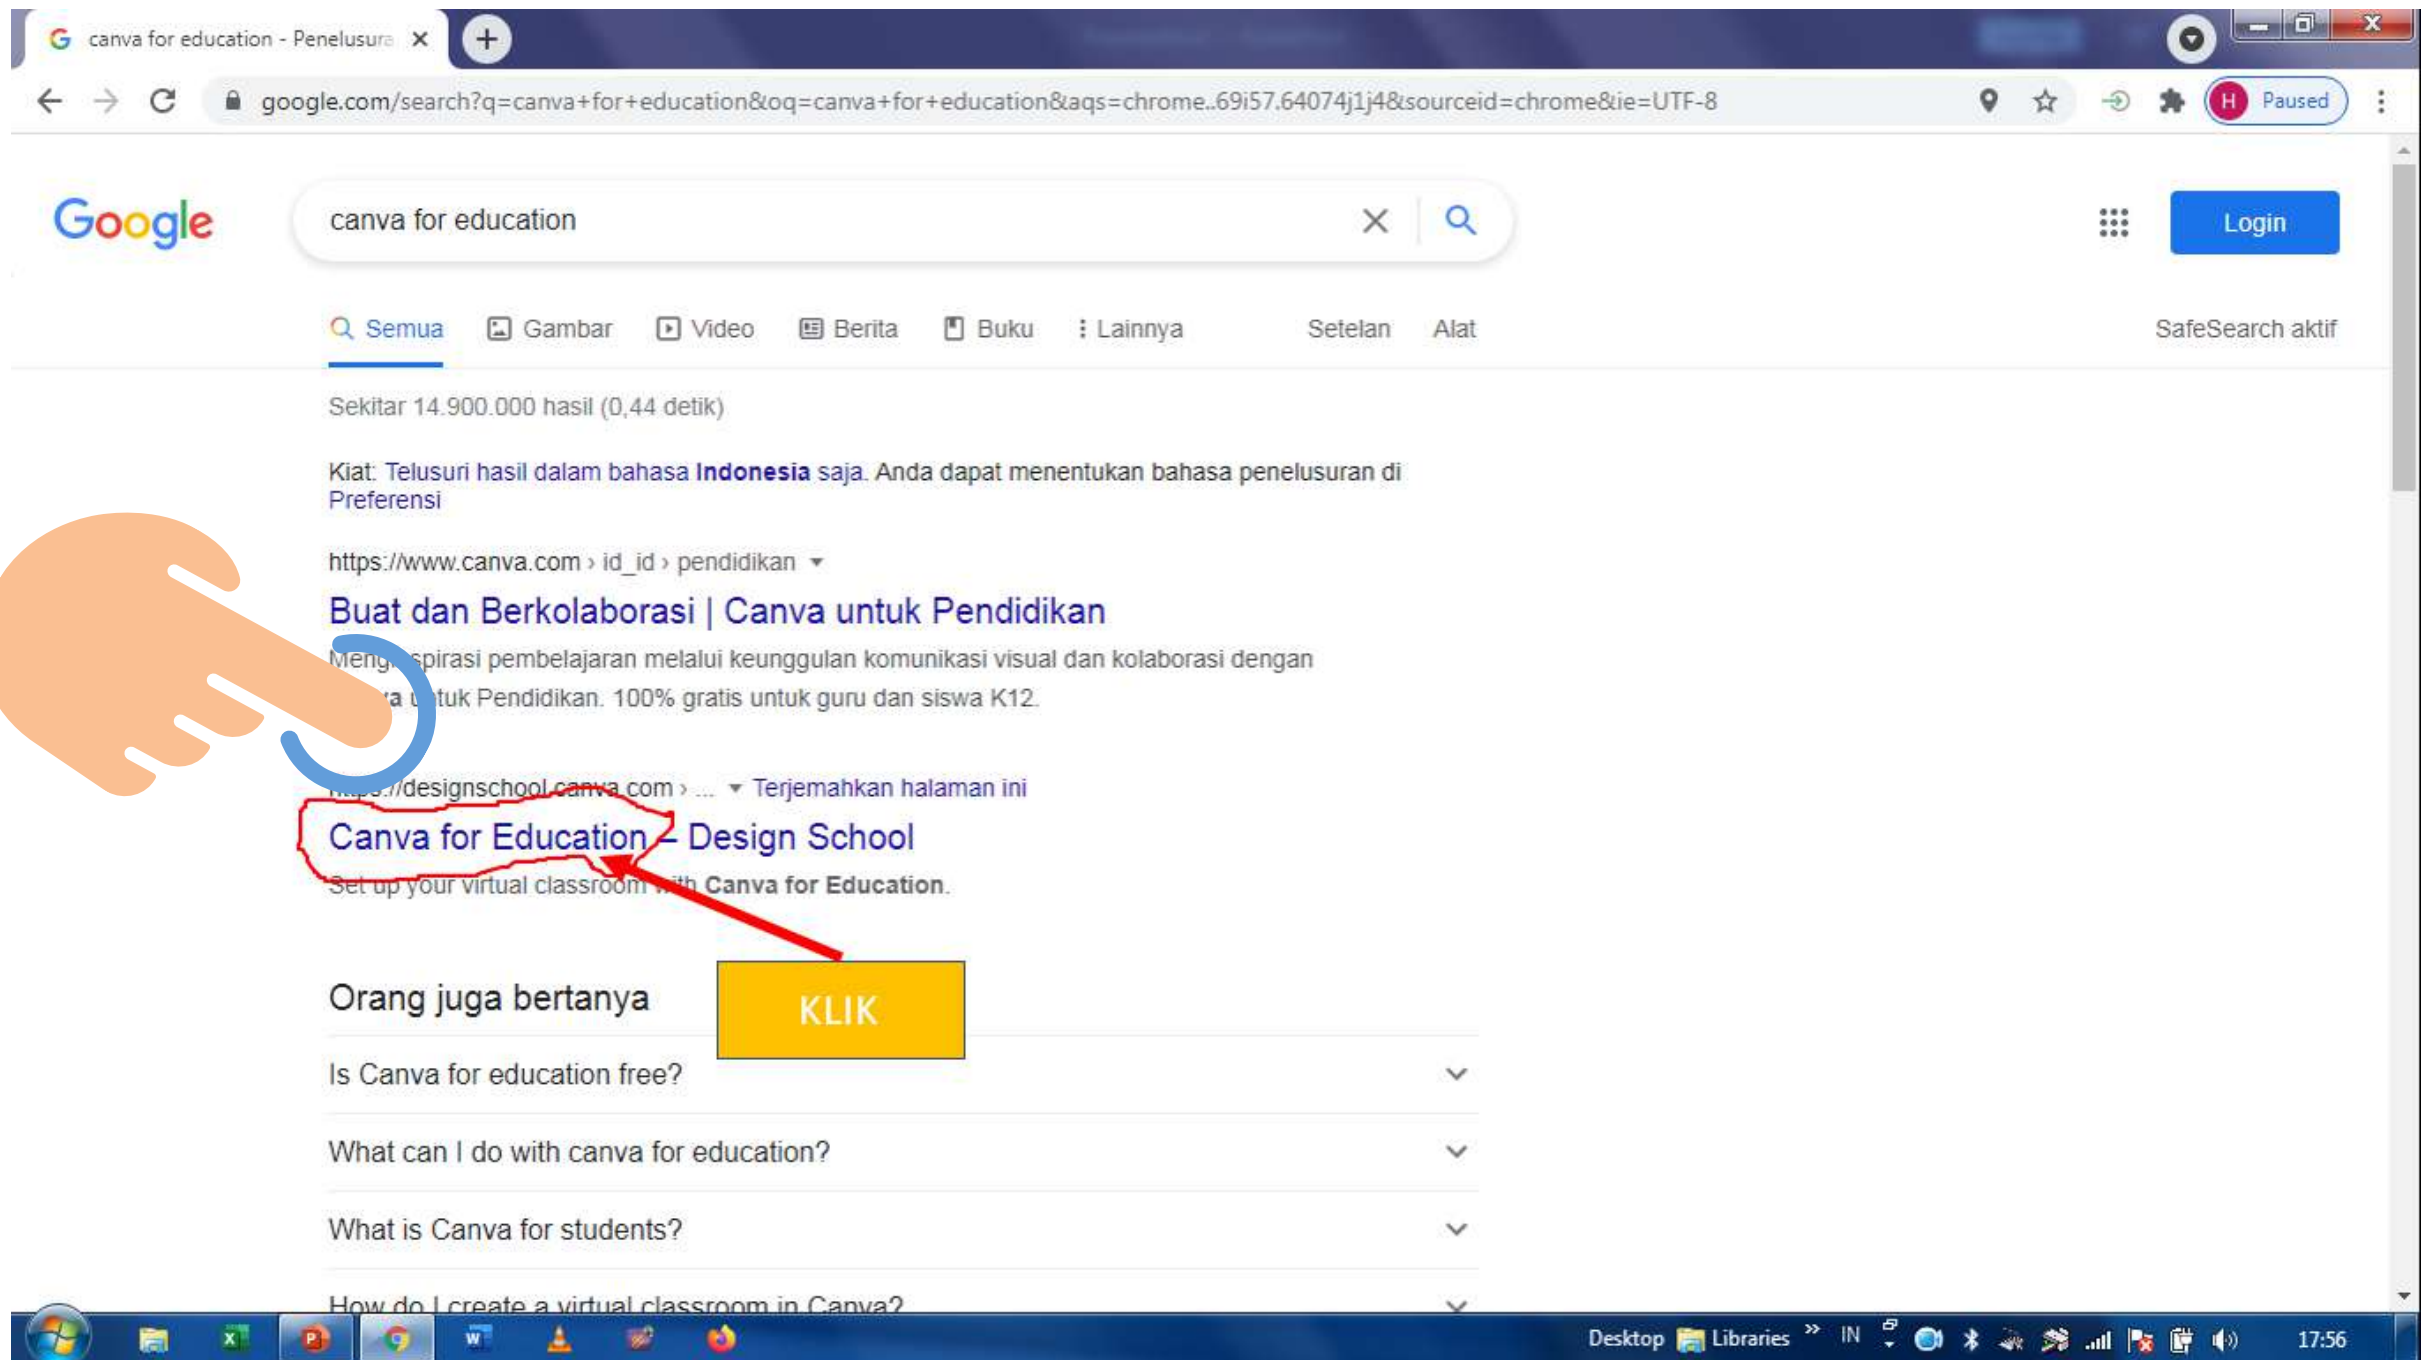 canva for education - Penelusura
google.com/search?q=canva+for+education&oq=canva+for+education&aqs=chrome..69i57.64074j1j4&sourceid=chrome&ie=UTF-8
H Paused
Google
canva for education
Login
Semua Gambar Video Berita Buku Lainnya Setelan Alat SafeSearch aktif
Sekitar 14.900.000 hasil (0,44 detik)
Kiat: Telusuri hasil dalam bahasa Indonesia saja. Anda dapat menentukan bahasa penelusuran di
Preferensi
https://www.canva.com › id_id › pendidikan
Buat dan Berkolaborasi | Canva untuk Pendidikan
pembelajaran melalui keunggulan komunikasi visual dan kolaborasi dengan
Pendidikan. 100% gratis untuk guru dan siswa K12.
designschool.canva.com › ... Terjemahkan halaman ini
Canva for Education – Design School
Set up your virtual classroom with Canva for Education.
KLIK
Orang juga bertanya
Is Canva for education free?
What can I do with canva for education?
What is Canva for students?
How do I create a virtual classroom in Canva?
Desktop Libraries » IN 17:56